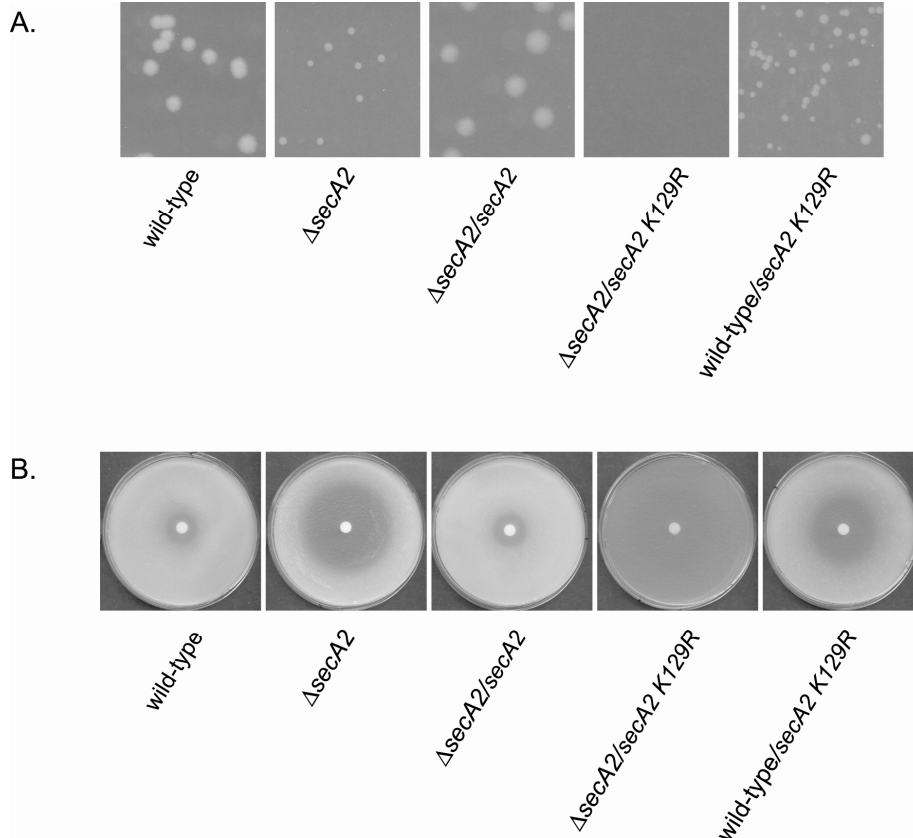 A.
wild-type
ΔsecA2
ΔsecA2/secA2
ΔsecA2/secA2 K129R
wild-type/secA2 K129R
B.
wild-type
ΔsecA2
ΔsecA2/secA2
ΔsecA2/secA2 K129R
wild-type/secA2 K129R